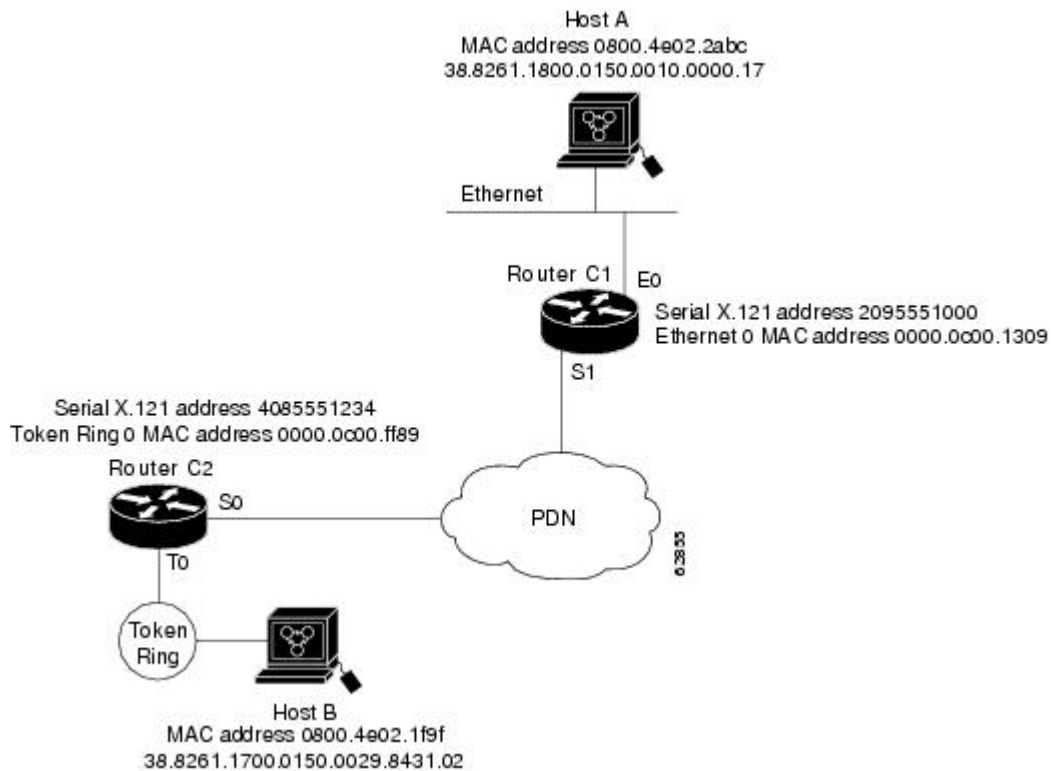 Host A
MAC address 0800.4e02.2abc
38.8261.1800.0150.0010.0000.17
Ethernet
Router C1
E0
Serial X.121 address 2095551000
Ethernet 0 MAC address 0000.0c00.1309
S1
Serial X.121 address 4085551234
Token Ring 0 MAC address 0000.0c00.ff89
Router C2
S0
PDN
62855
T0
Token
Ring
Host B
MAC address 0800.4e02.1f9f
38.8261.1700.0150.0029.8431.02